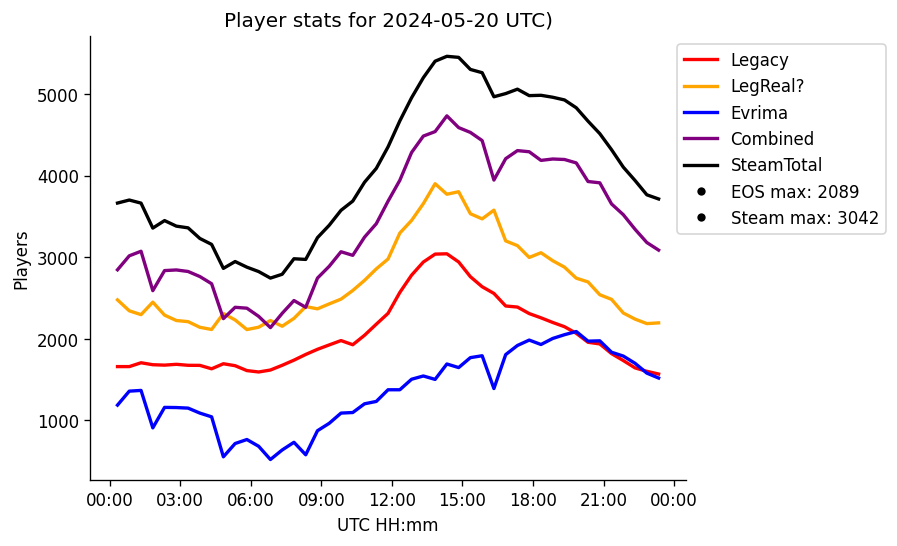 Player stats for 2024-05-20 UTC)
Legacy
LegReal?
Evrima
Combined
SteamTotal
EOS max: 2089
Steam max: 3042
Players
5000
4000
3000
2000
1000
00:00 03:00 06:00 09:00 12:00 15:00 18:00 21:00 00:00
UTC HH:mm